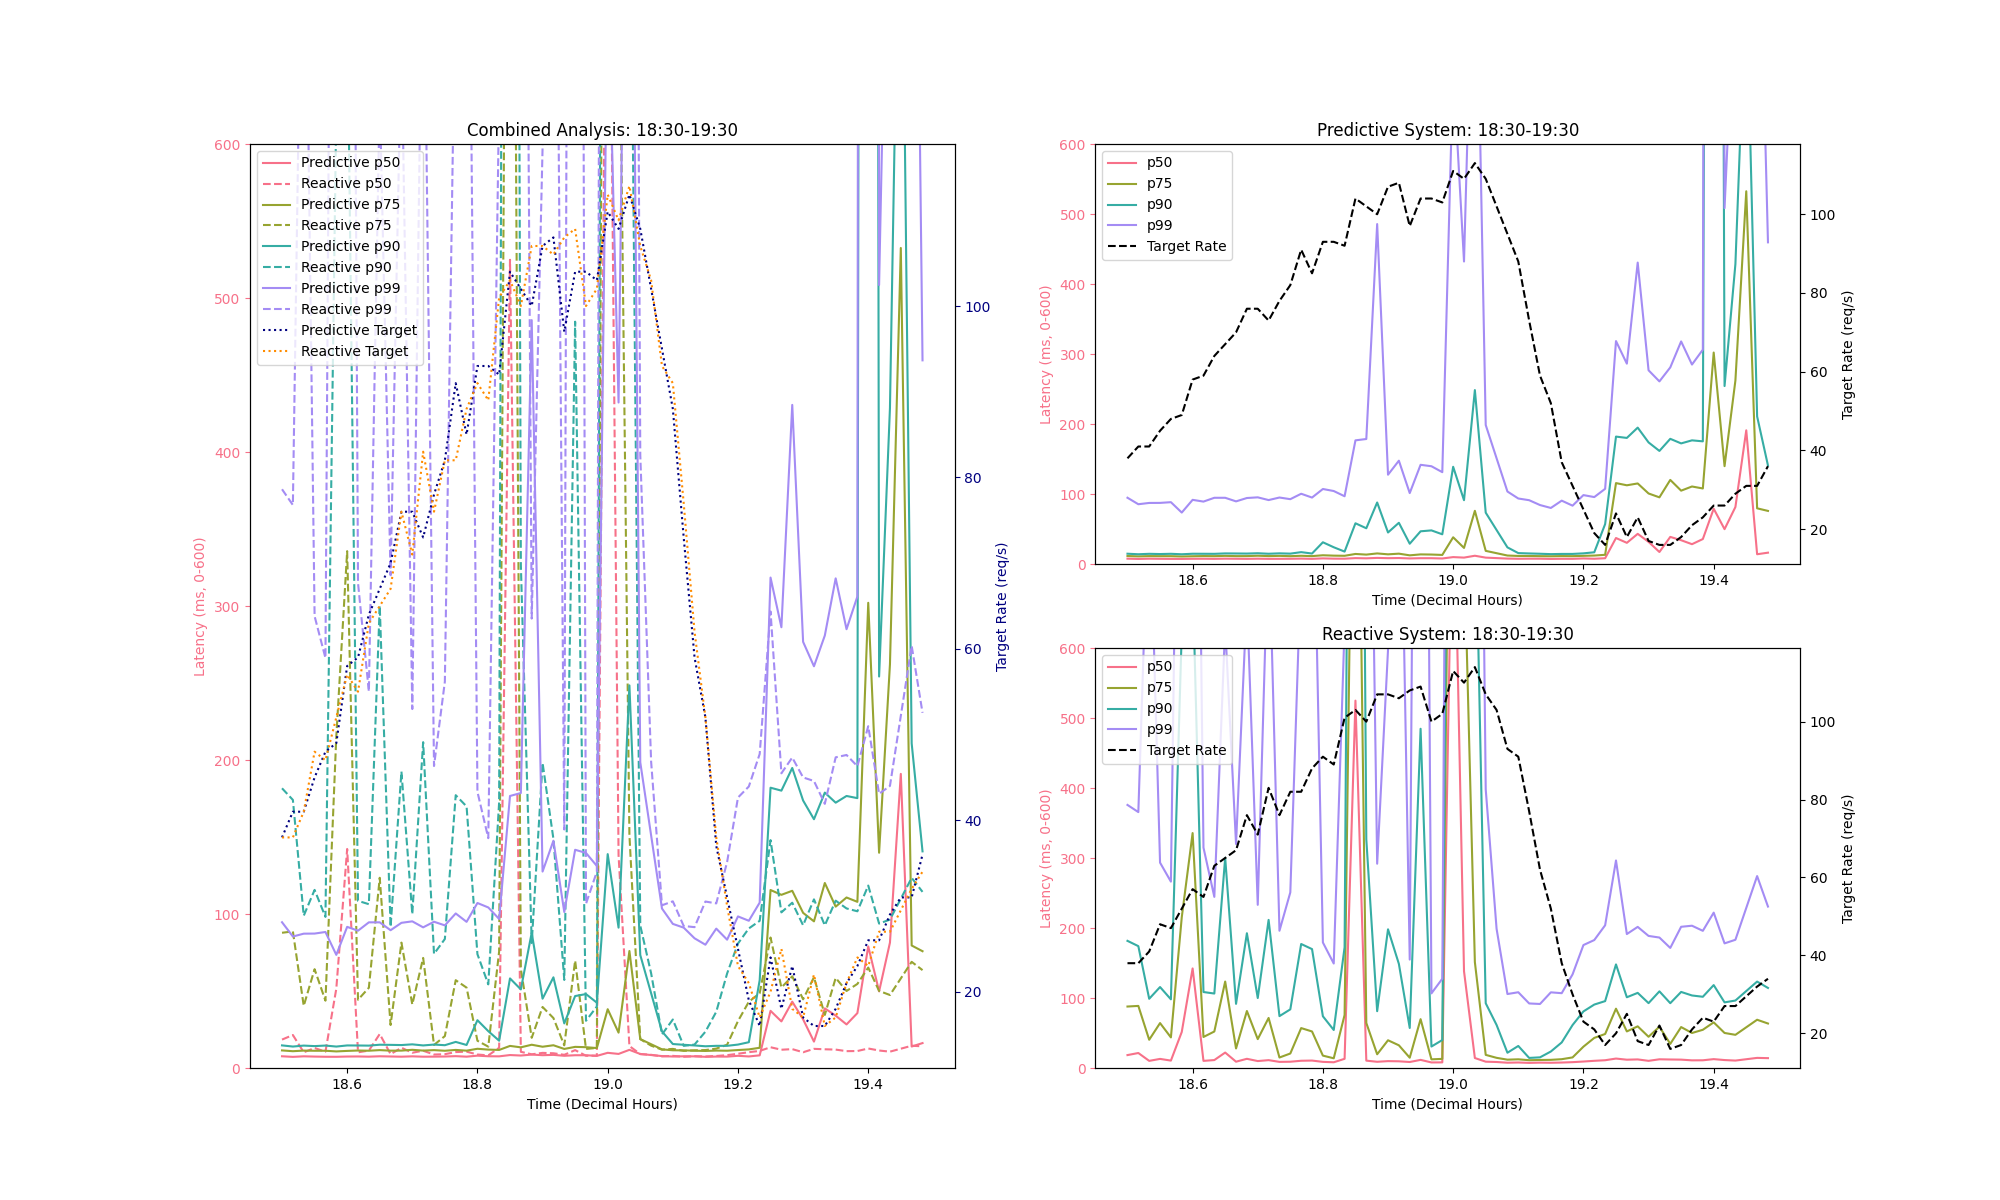 Combined Analysis: 18:30-19:30
Latency (ms, 0-600)
600
500
400
300
200
100
0
Predictive p50
Reactive p50
Predictive p75
Reactive p75
Predictive p90
Reactive p90
Predictive p99
Reactive p99
Predictive Target
Reactive Target
100
80
60
40
20
Target Rate (req/s)
18.6 18.8 19.0 19.2 19.4
Time (Decimal Hours)
Predictive System: 18:30-19:30
Latency (ms, 0-600)
600
500
400
300
200
100
0
p50
p75
p90
p99
Target Rate
100
80
60
40
20
Target Rate (req/s)
18.6 18.8 19.0 19.2 19.4
Time (Decimal Hours)
Reactive System: 18:30-19:30
Latency (ms, 0-600)
600
500
400
300
200
100
0
p50
p75
p90
p99
Target Rate
100
80
60
40
20
Target Rate (req/s)
18.6 18.8 19.0 19.2 19.4
Time (Decimal Hours)